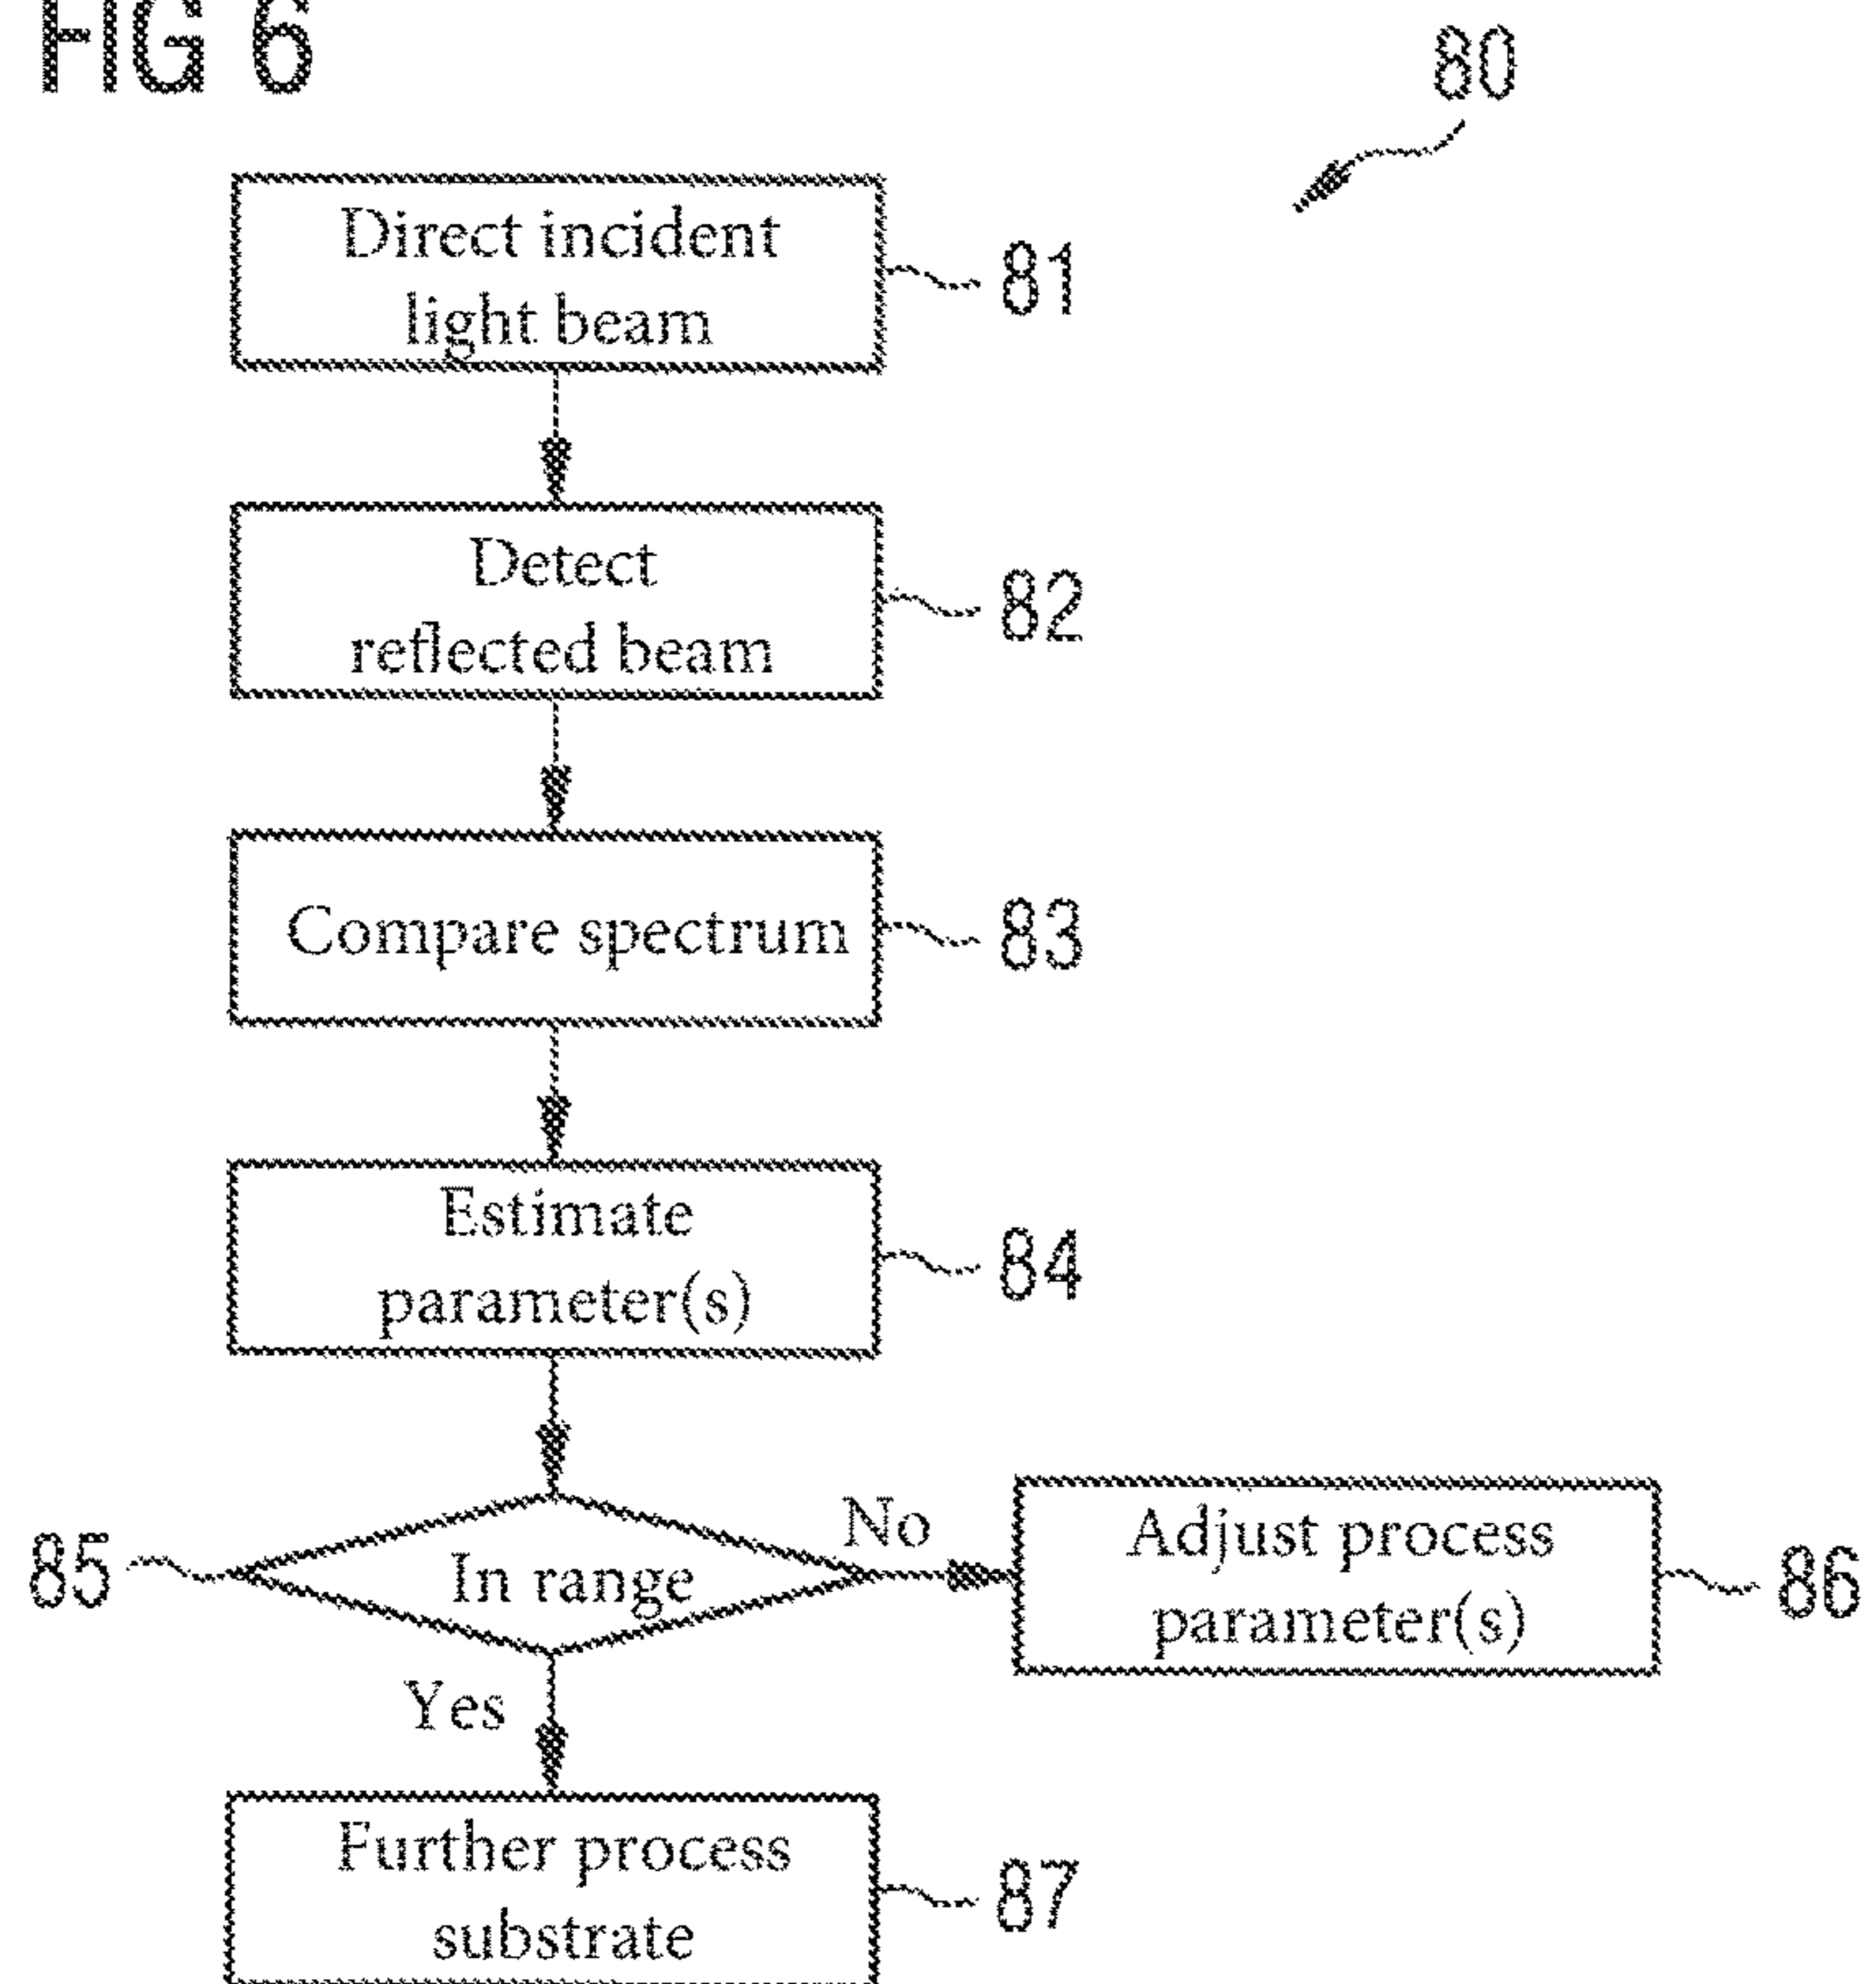 FIG 6
80
Direct incident
light beam
81
Detect
reflected beam
82
Compare spectrum
83
Estimate
parameter(s)
84
85
In range
No
Adjust process
parameter(s)
86
Yes
Further process
substrate
87